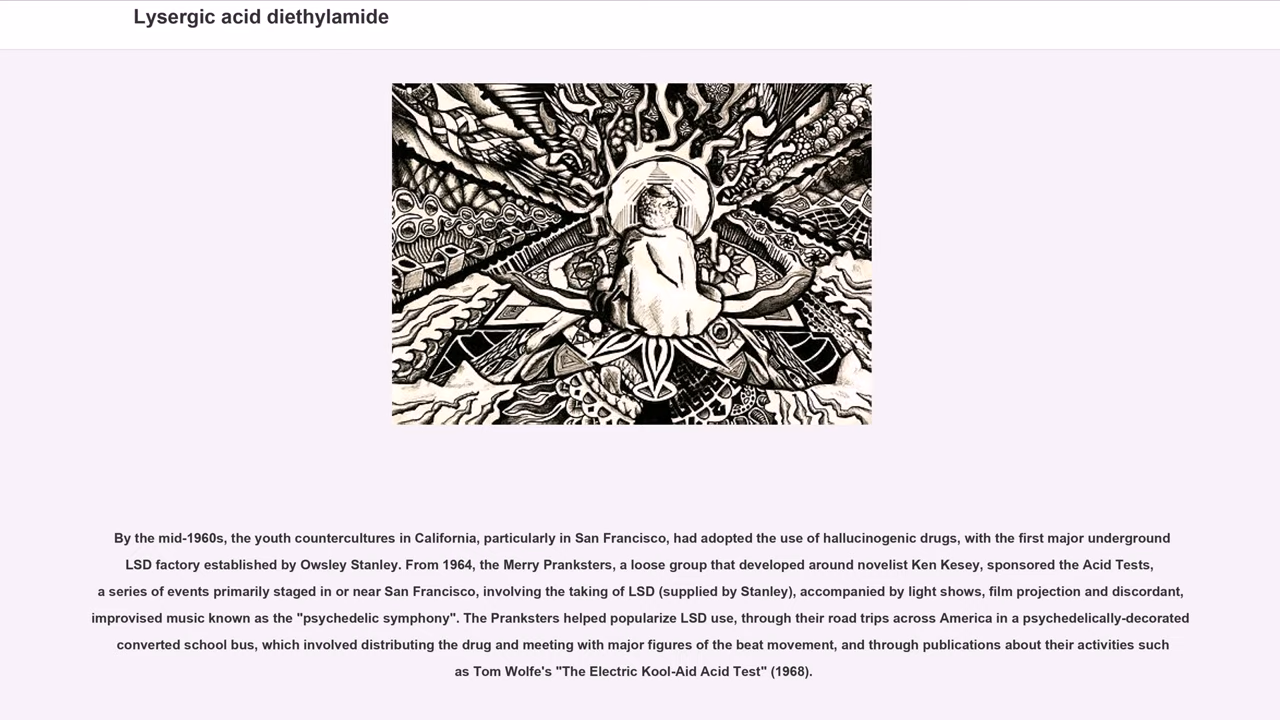 Lysergic acid diethylamide
By the mid-1960s, the youth countercultures in California, particularly in San Francisco, had adopted the use of hallucinogenic drugs, with the first major underground
LSD factory established by Owsley Stanley. From 1964, the Merry Pranksters, a loose group that developed around novelist Ken Kesey, sponsored the Acid Tests,
a series of events primarily staged in or near San Francisco, involving the taking of LSD (supplied by Stanley), accompanied by light shows, film projection and discordant,
improvised music known as the "psychedelic symphony". The Pranksters helped popularize LSD use, through their road trips across America in a psychedelically-decorated
converted school bus, which involved distributing the drug and meeting with major figures of the beat movement, and through publications about their activities such
as Tom Wolfe's "The Electric Kool-Aid Acid Test" (1968).